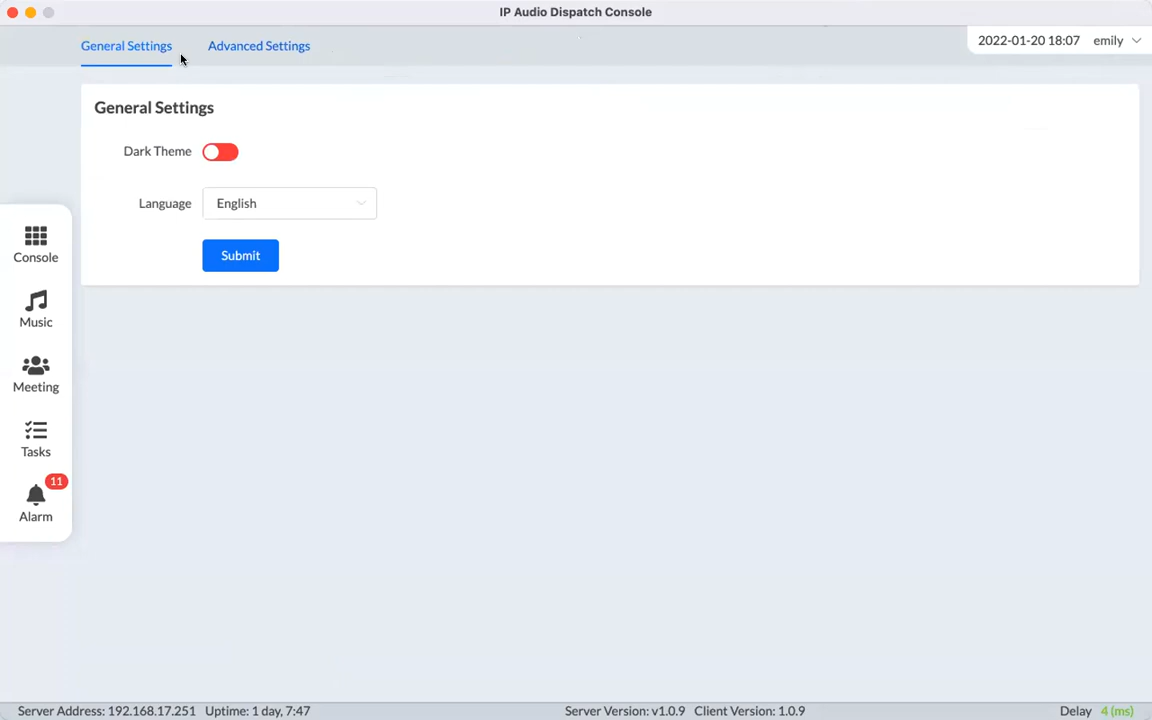 IP Audio Dispatch Console
General Settings Advanced Settings
2022-01-20 18:07 emily
General Settings
Dark Theme
Language English
Submit
Console
Music
Meeting
Tasks
11
Alarm
Server Address: 192.168.17.251 Uptime: 1 day, 7:47 Server Version: v1.0.9 Client Version: 1.0.9 Delay 4 (ms)